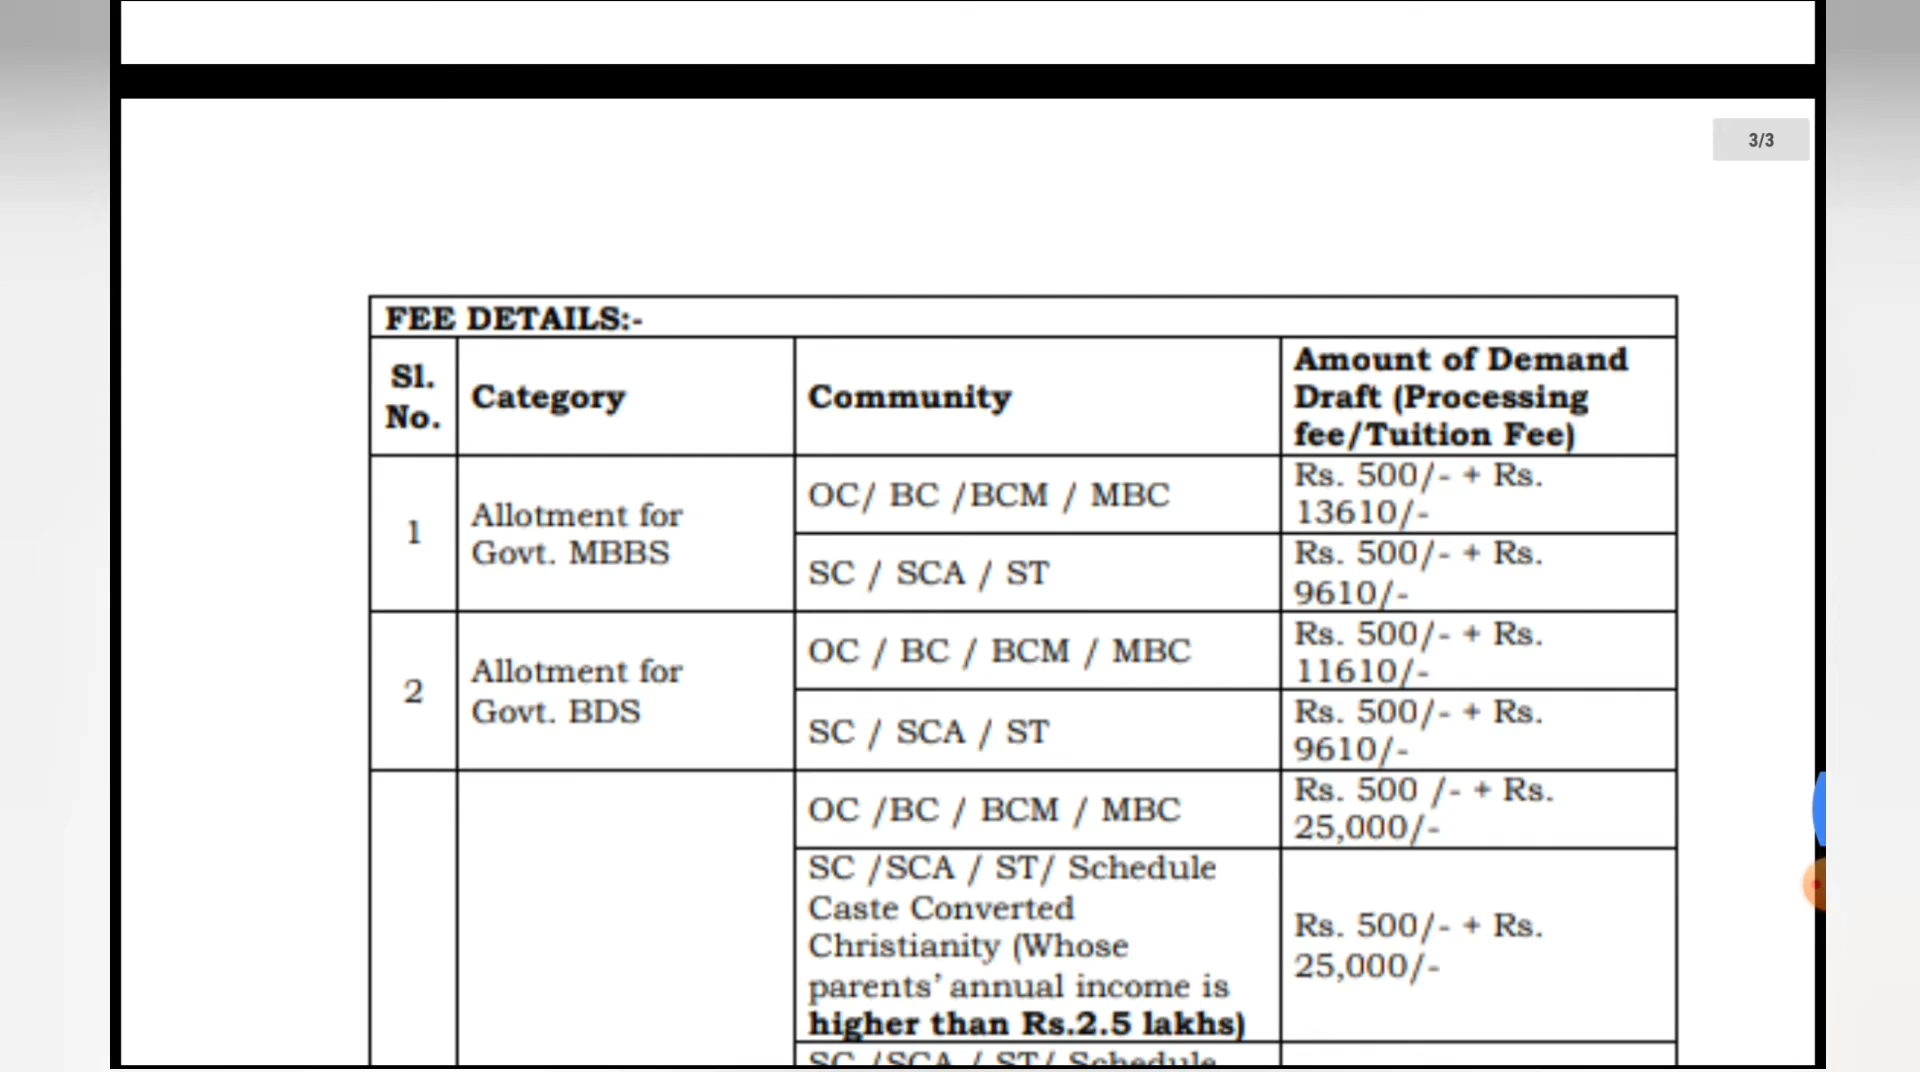 3/3
FEE DETAILS:-
Sl.
No.
Category
Community
Amount of Demand
Draft (Processing
fee/Tuition Fee)
1
Allotment for
Govt. MBBS
OC/ BC /BCM / MBC
Rs. 500/- + Rs.
13610/-
SC / SCA / ST
Rs. 500/- + Rs.
9610/-
2
Allotment for
Govt. BDS
OC / BC / BCM / MBC
Rs. 500/- + Rs.
11610/-
SC / SCA / ST
Rs. 500/- + Rs.
9610/-
OC /BC / BCM / MBC
Rs. 500 /- + Rs.
25,000/-
SC /SCA / ST/ Schedule
Caste Converted
Christianity (Whose
parents’ annual income is
higher than Rs.2.5 lakhs)
Rs. 500/- + Rs.
25,000/-
SC /SCA / ST/ Schedule